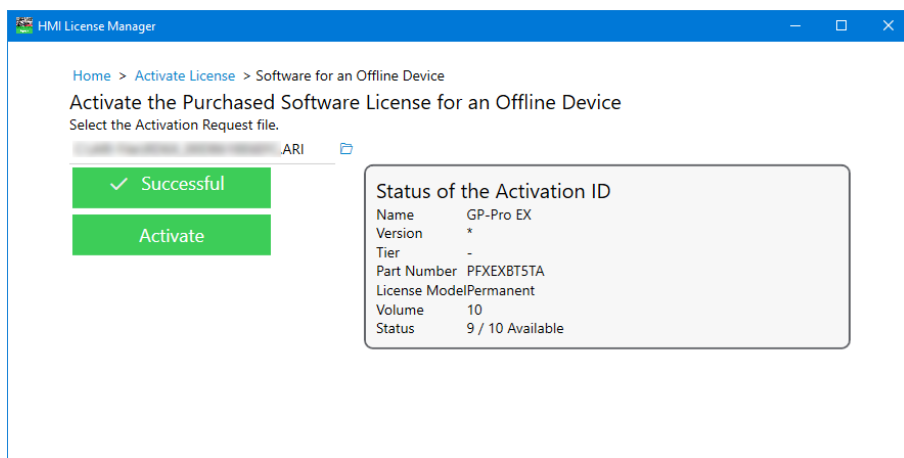 HMI License Manager
Home > Activate License > Software for an Offline Device
Activate the Purchased Software License for an Offline Device
Select the Activation Request file.
.ARI
Successful
Activate
Status of the Activation ID
Name GP-Pro EX
Version *
Tier -
Part Number PFXEXBT5TA
License Model Permanent
Volume 10
Status 9 / 10 Available